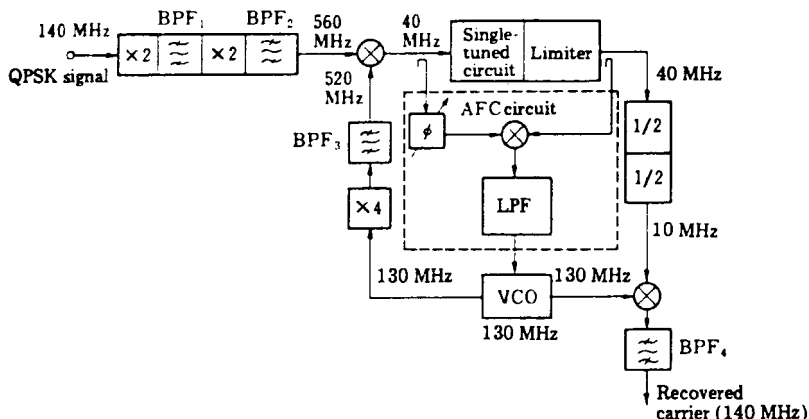 140 MHz
QPSK signal
×2
BPF₁
×2
BPF₂
560
MHz
40
MHz
520
MHz
Single-
tuned
circuit
Limiter
40 MHz
AFC circuit
ϕ
BPF₃
×4
LPF
1/2
1/2
10 MHz
130 MHz
VCO
130 MHz
130 MHz
BPF₄
Recovered
carrier (140 MHz)